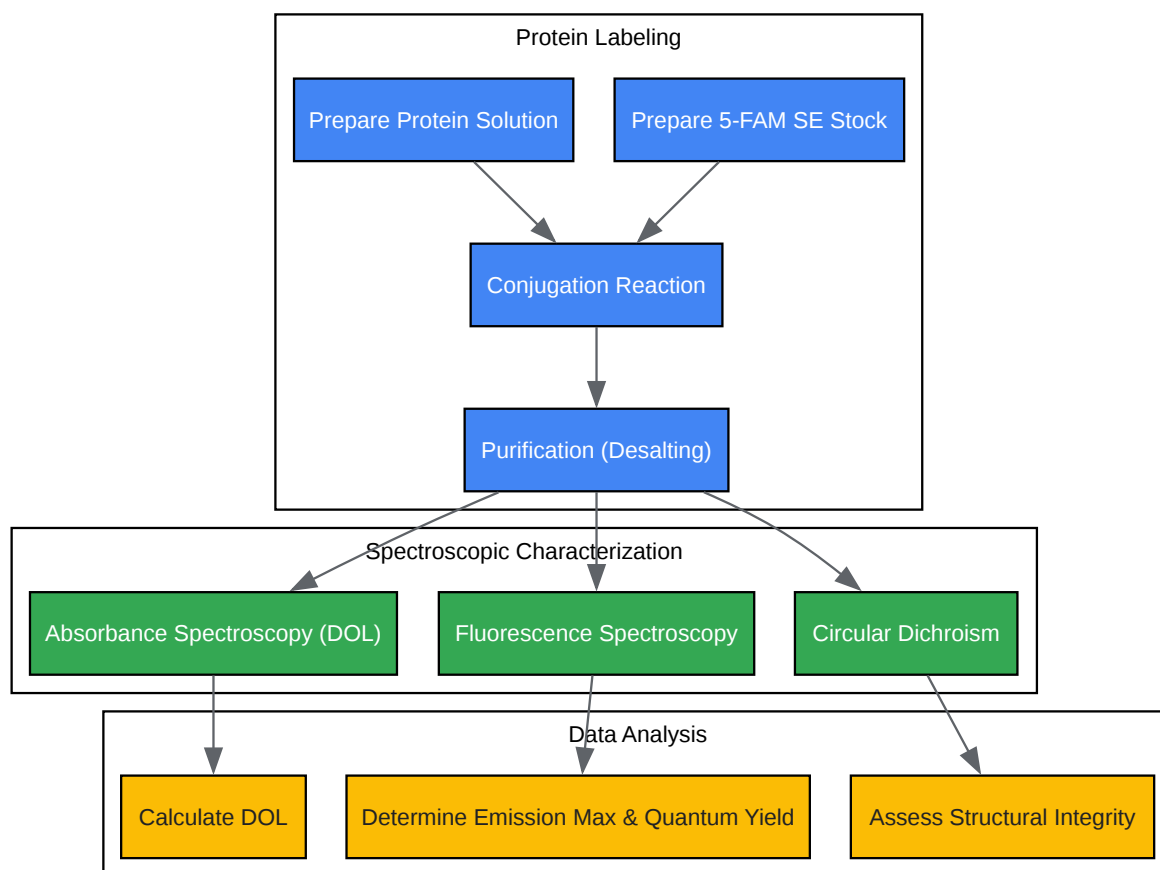 Protein Labeling
Prepare Protein Solution
Prepare 5-FAM SE Stock
Conjugation Reaction
Purification (Desalting)
Spectroscopic Characterization
Absorbance Spectroscopy (DOL)
Fluorescence Spectroscopy
Circular Dichroism
Data Analysis
Calculate DOL
Determine Emission Max & Quantum Yield
Assess Structural Integrity